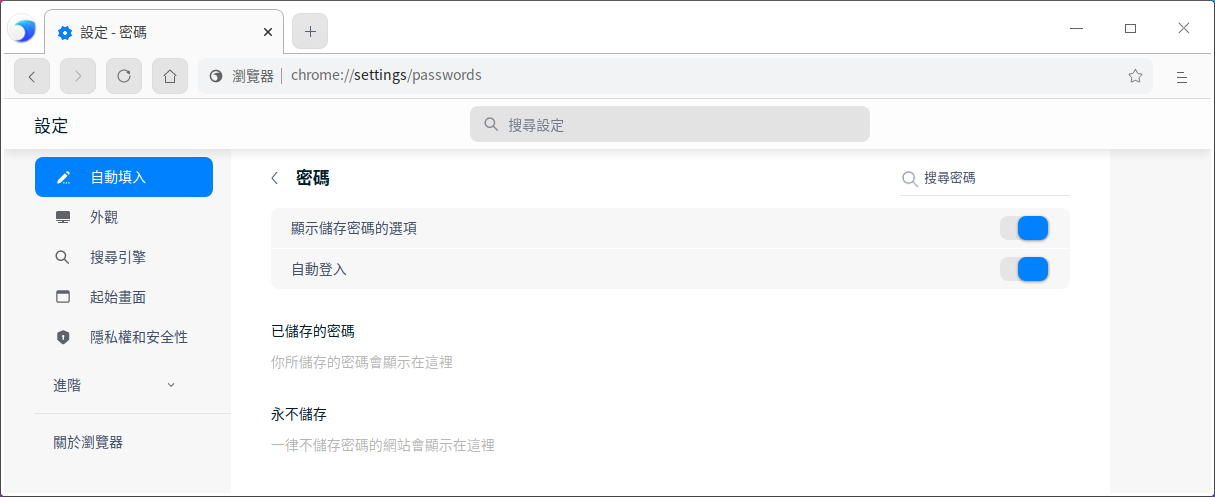 設定 - 密碼
瀏覽器 | chrome://settings/passwords
設定
搜尋設定
自動填入
外觀
搜尋引擎
起始畫面
隱私權和安全性
進階
關於瀏覽器
密碼
搜尋密碼
顯示儲存密碼的選項
自動登入
已儲存的密碼
你所儲存的密碼會顯示在這裡
永不儲存
一律不儲存密碼的網站會顯示在這裡